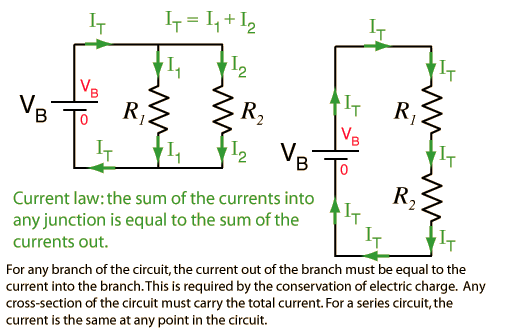 I_T I_T = I_1 + I_2 I_T
I_1 I_2 I_T
V_B V_B R_1 R_2 I_T R_1
0 V_B V_B I_T
I_T I_1 I_2 0
R_2
I_T I_T I_T
Current law: the sum of the currents into
any junction is equal to the sum of the
currents out.
For any branch of the circuit, the current out of the branch must be equal to the
current into the branch. This is required by the conservation of electric charge. Any
cross-section of the circuit must carry the total current. For a series circuit, the
current is the same at any point in the circuit.